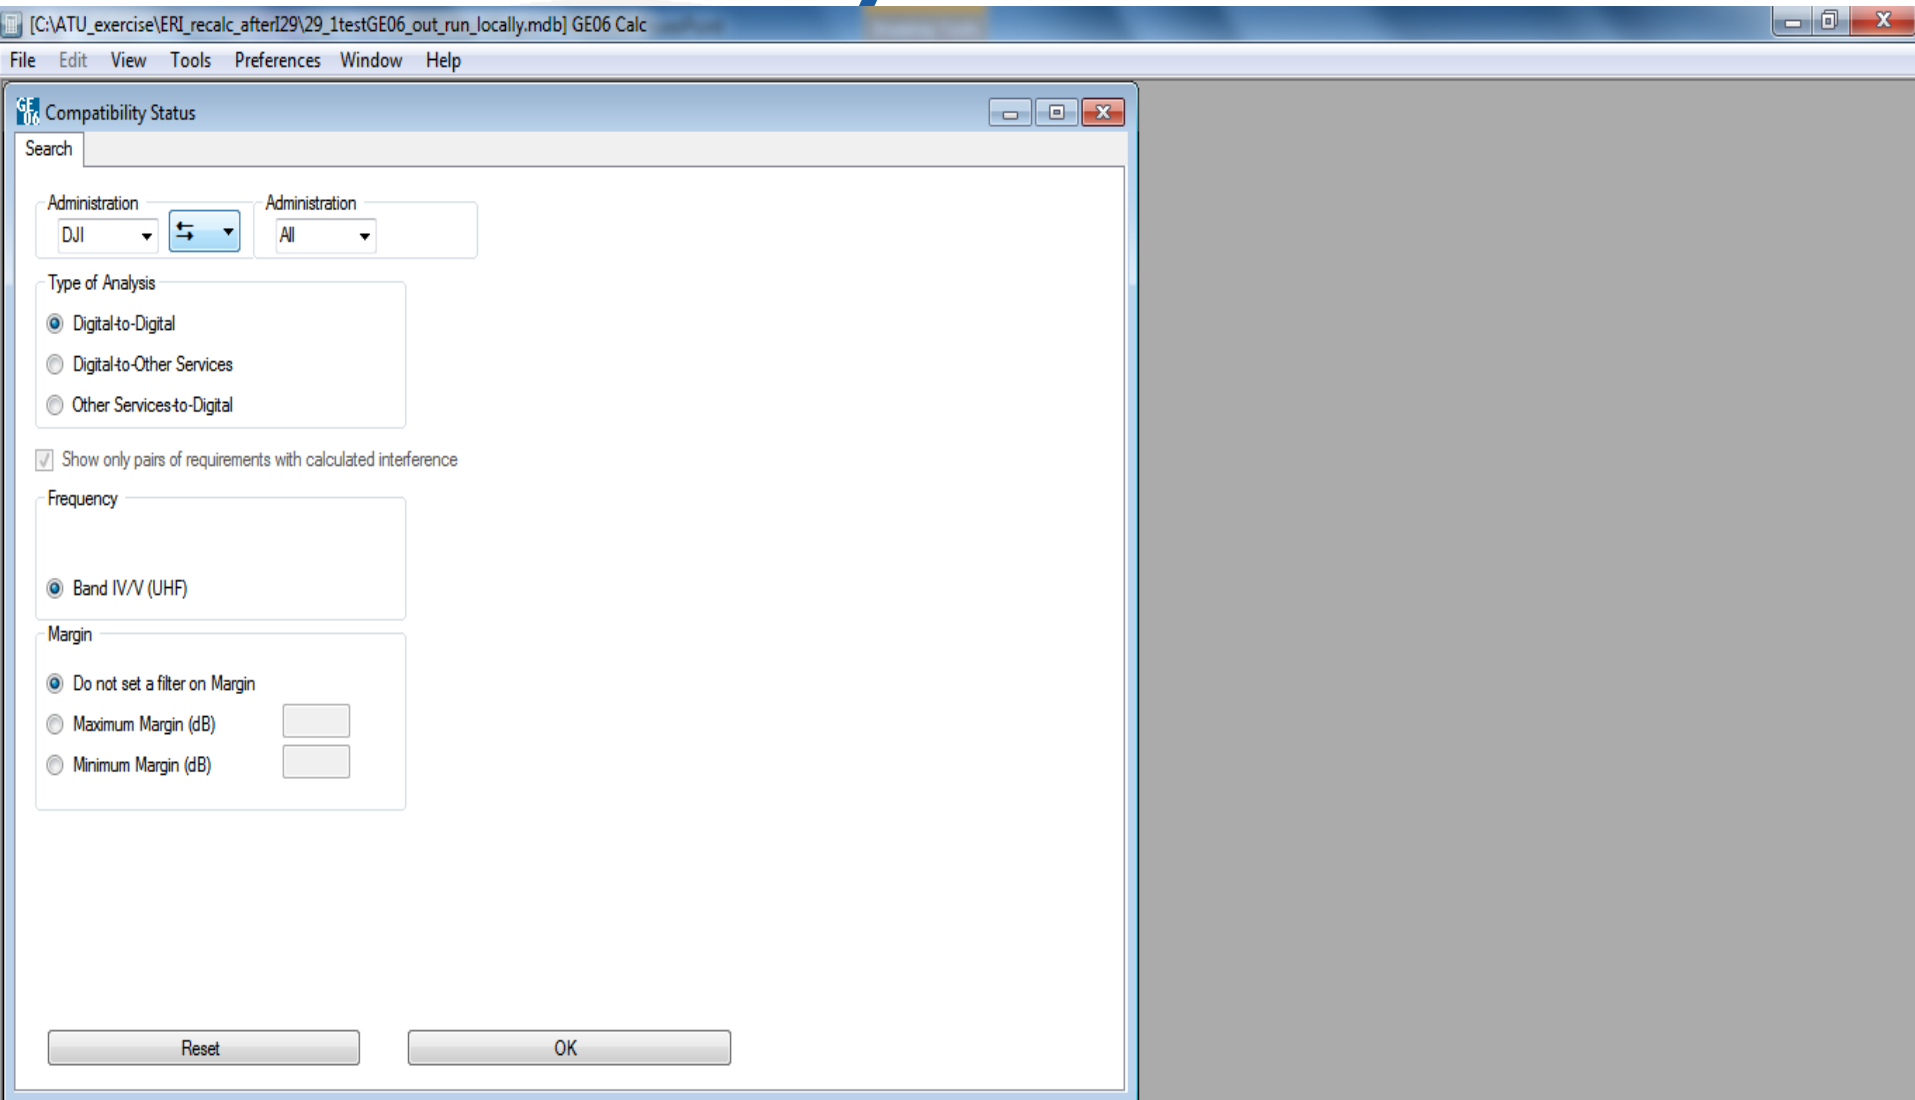 [C:\ATU_exercise\ERI_recalc_afterI29\29_1testGE06_out_run_locally.mdb] GE06 Calc
File Edit View Tools Preferences Window Help
GE 06 Compatibility Status
Search
Administration Administration
DJI All
Type of Analysis
Digital-to-Digital
Digital-to-Other Services
Other Services-to-Digital
Show only pairs of requirements with calculated interference
Frequency
Band IV/V (UHF)
Margin
Do not set a filter on Margin
Maximum Margin (dB)
Minimum Margin (dB)
Reset OK